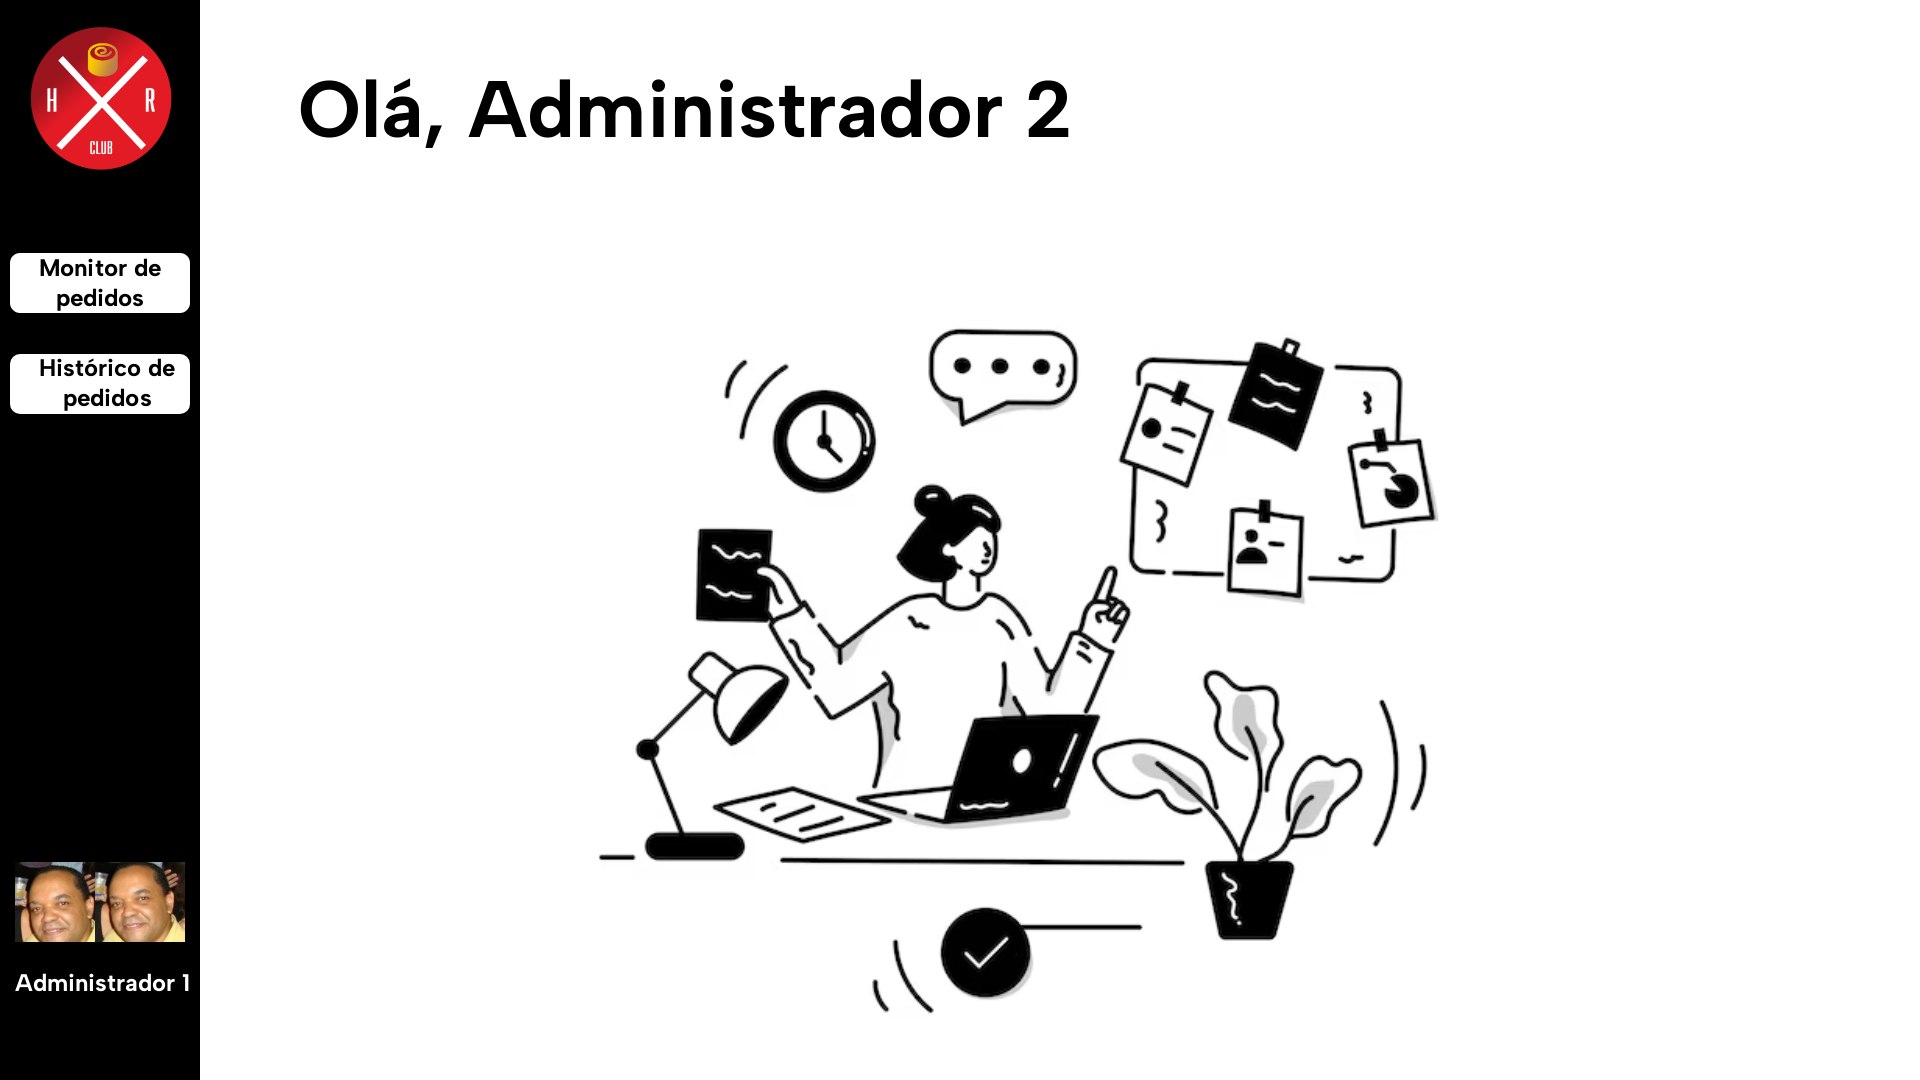 H R
CLUB
Olá, Administrador 2
Monitor de
pedidos
Histórico de
pedidos
Administrador 1